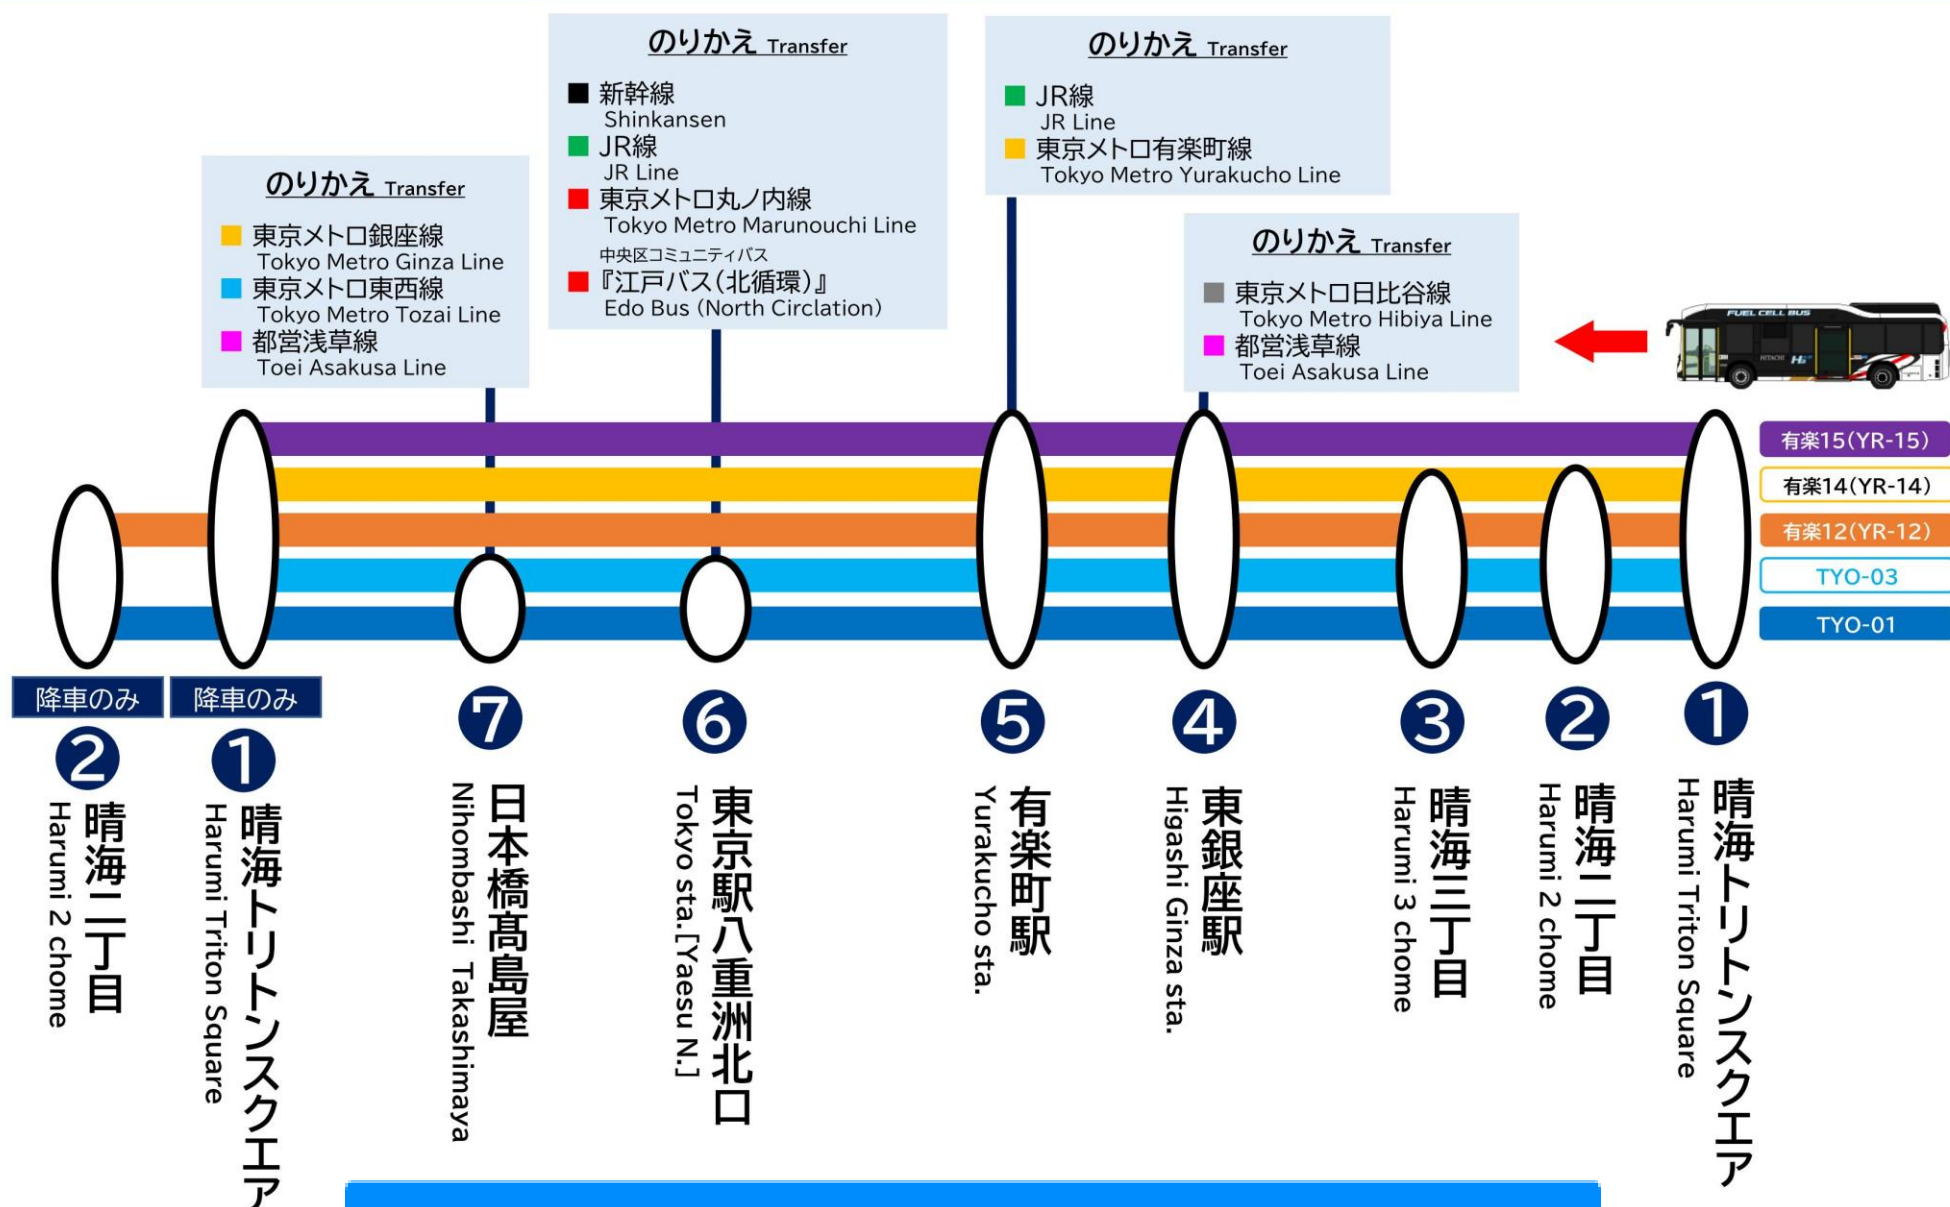 のりかえ Transfer
新幹線
Shinkansen
JR線
JR Line
東京メトロ丸ノ内線
Tokyo Metro Marunouchi Line
中央区コミュニティバス
『江戸バス(北循環)』
Edo Bus (North Circlation)
のりかえ Transfer
JR線
JR Line
東京メトロ有楽町線
Tokyo Metro Yurakucho Line
のりかえ Transfer
東京メトロ銀座線
Tokyo Metro Ginza Line
東京メトロ東西線
Tokyo Metro Tozai Line
都営浅草線
Toei Asakusa Line
のりかえ Transfer
東京メトロ日比谷線
Tokyo Metro Hibiya Line
都営浅草線
Toei Asakusa Line
FUEL CELL BUS
HITACHI
H2
有楽15(YR-15)
有楽14(YR-14)
有楽12(YR-12)
TYO-03
TYO-01
降車のみ
2
晴海二丁目
Harumi 2 chome
降車のみ
1
晴海トリトンスクエア
Harumi Triton Square
7
日本橋髙島屋
Nihombashi Takashimaya
6
東京駅八重洲北口
Tokyo sta.[Yaesu N.]
5
有楽町駅
Yurakucho sta.
4
東銀座駅
Higashi Ginza sta.
3
晴海三丁目
Harumi 3 chome
2
晴海二丁目
Harumi 2 chome
1
晴海トリトンスクエア
Harumi Triton Square